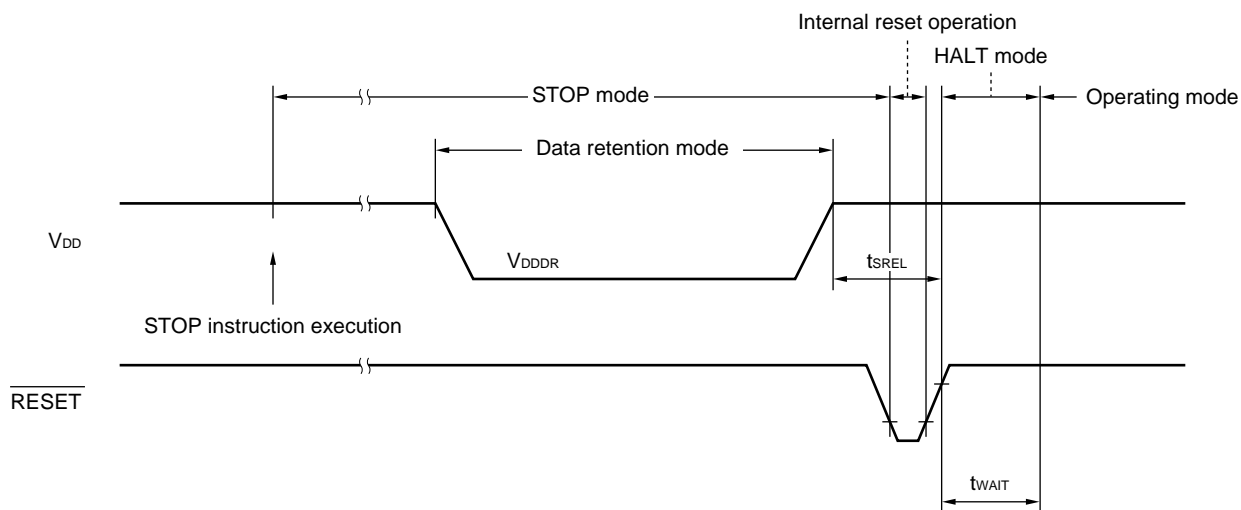 Internal reset operation
HALT mode
STOP mode
Operating mode
Data retention mode
VDD
VDDDR
tSREL
STOP instruction execution
RESET
tWAIT